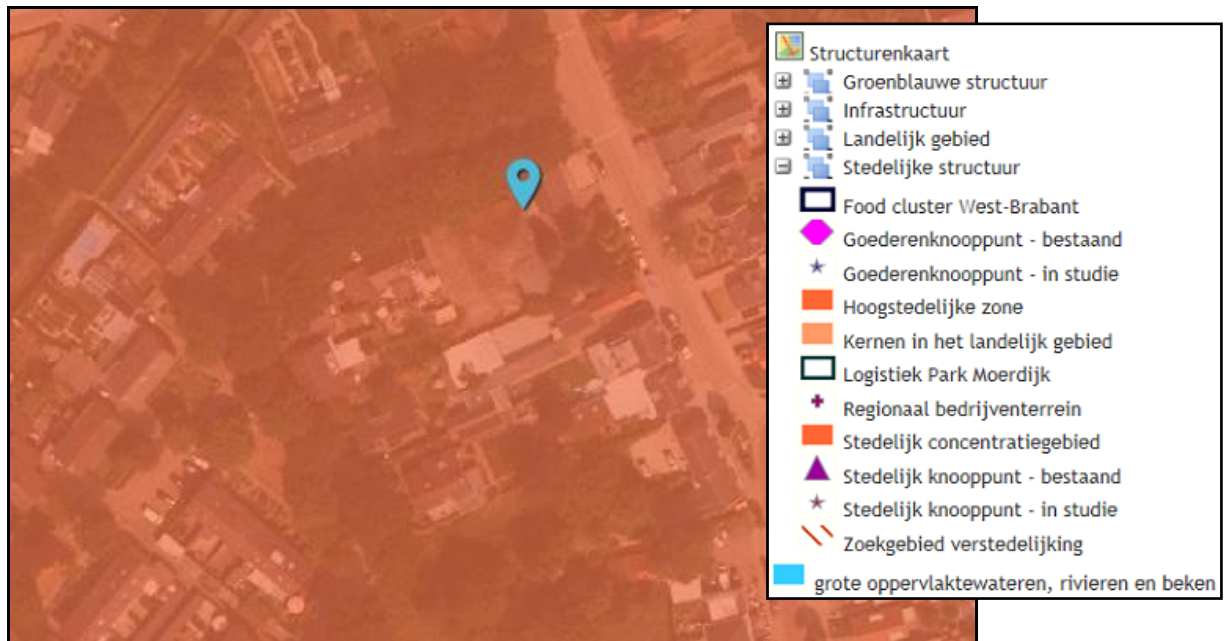 Structurenkaart
Groenblauwe structuur
Infrastructuur
Landelijk gebied
Stedelijke structuur
Food cluster West-Brabant
Goederenknooppunt - bestaand
Goederenknooppunt - in studie
Hoogstedelijke zone
Kernen in het landelijk gebied
Logistiek Park Moerdijk
Regionaal bedrijventerrein
Stedelijk concentratiegebied
Stedelijk knooppunt - bestaand
Stedelijk knooppunt - in studie
Zoekgebied verstedelijking
grote oppervlaktewateren, rivieren en beken